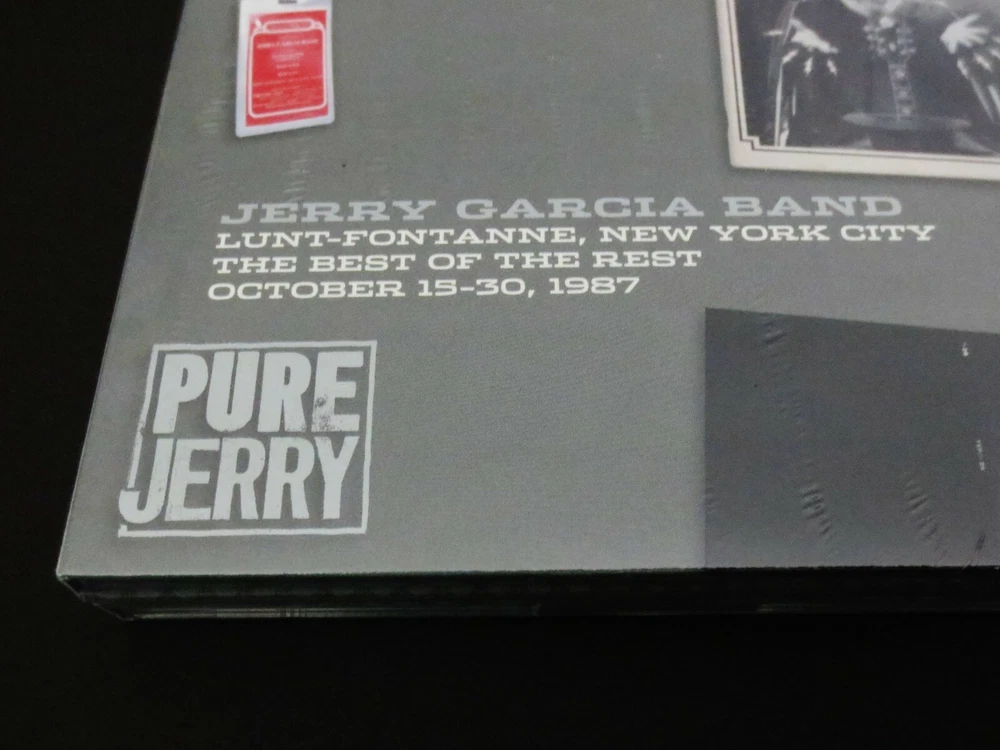 JERRY GARCIA BAND
LUNT-FONTANNE, NEW YORK CITY
THE BEST OF THE REST
OCTOBER 15-30, 1987
PURE
JERRY